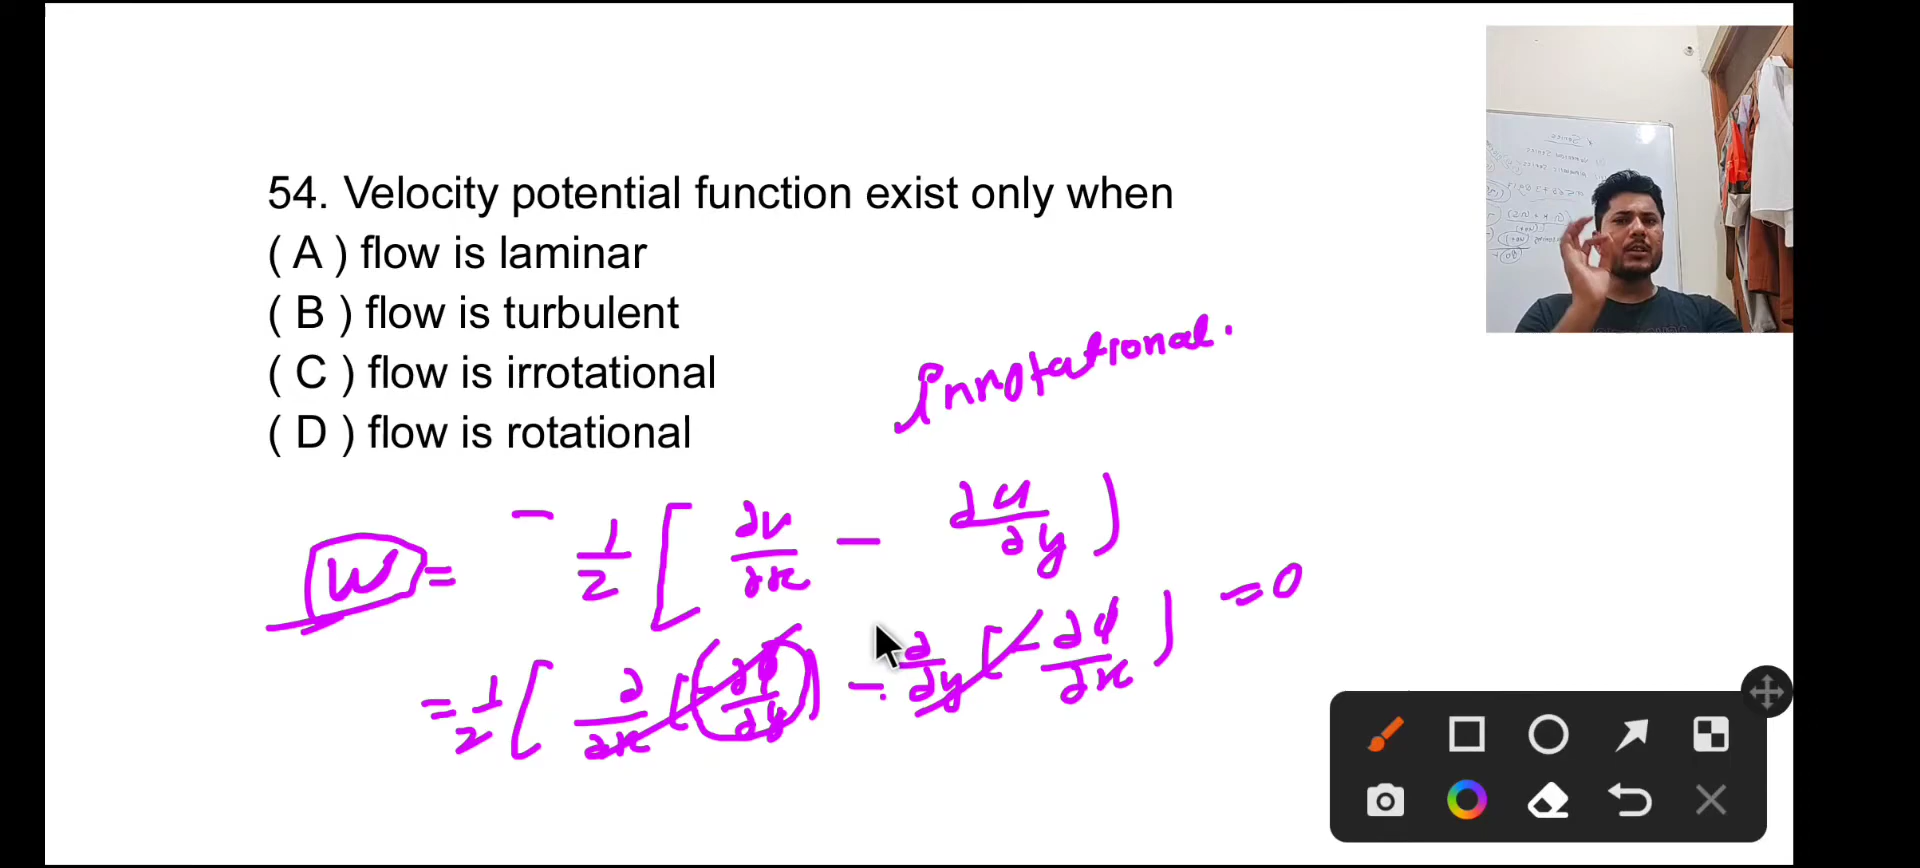 54. Velocity potential function exist only when
( A ) flow is laminar
( B ) flow is turbulent
( C ) flow is irrotational
( D ) flow is rotational
Irrotational.
w = 1/2 [ ∂v/∂x - ∂u/∂y )
= 1/2 [ ∂/∂x ( -∂φ/∂y ) - ∂/∂y [ -∂φ/∂x ) = 0